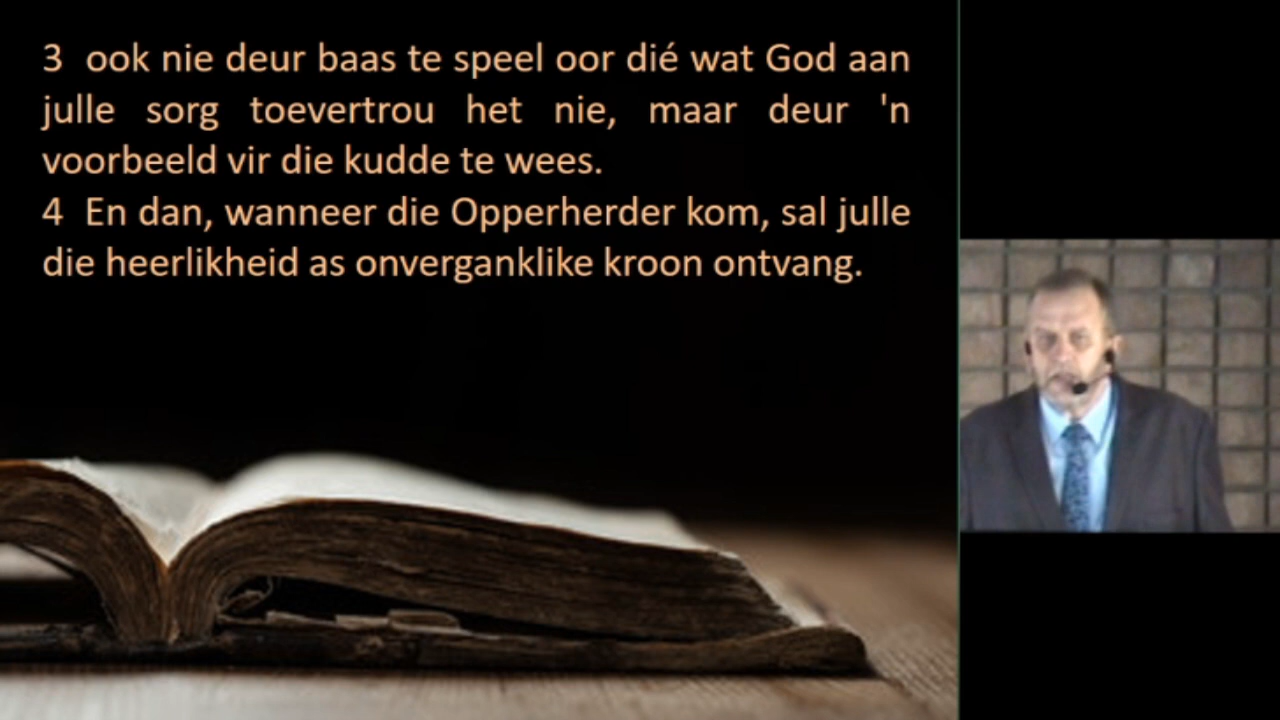 3 ook nie deur baas te speel oor dié wat God aan
julle sorg toevertrou het nie, maar deur 'n
voorbeeld vir die kudde te wees.
4 En dan, wanneer die Opperherder kom, sal julle
die heerlikheid as onverganklike kroon ontvang.